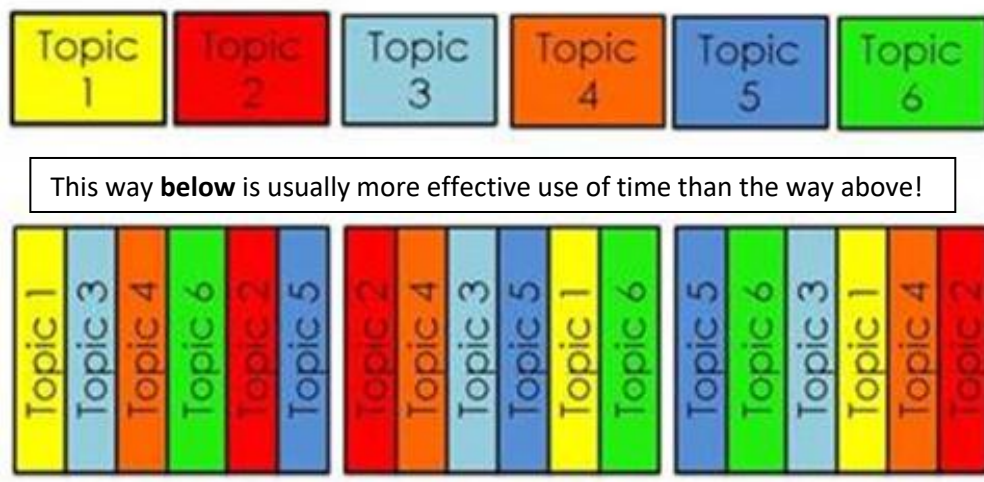 Topic
1
Topic
2
Topic
3
Topic
4
Topic
5
Topic
6
This way below is usually more effective use of time than the way above!
Topic 1
Topic 3
Topic 4
Topic 6
Topic 2
Topic 5
Topic 2
Topic 4
Topic 3
Topic 5
Topic 1
Topic 6
Topic 5
Topic 6
Topic 3
Topic 1
Topic 4
Topic 2